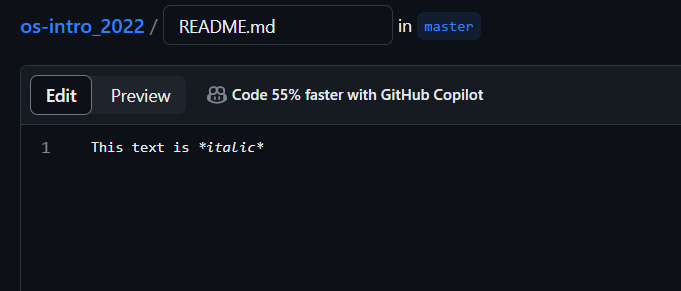 os-intro_2022 / README.md in master
Edit Preview Code 55% faster with GitHub Copilot
1 This text is *italic*